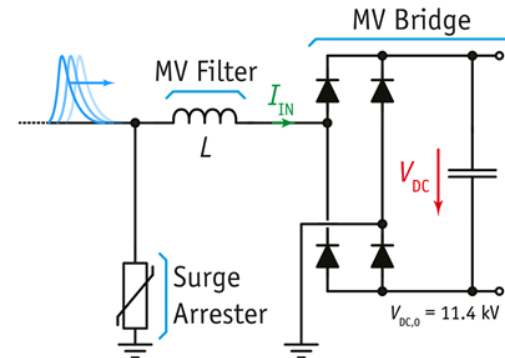 MV Bridge
MV Filter
I_IN
L
V_DC
Surge
Arrester
V_DC,0 = 11.4 kV